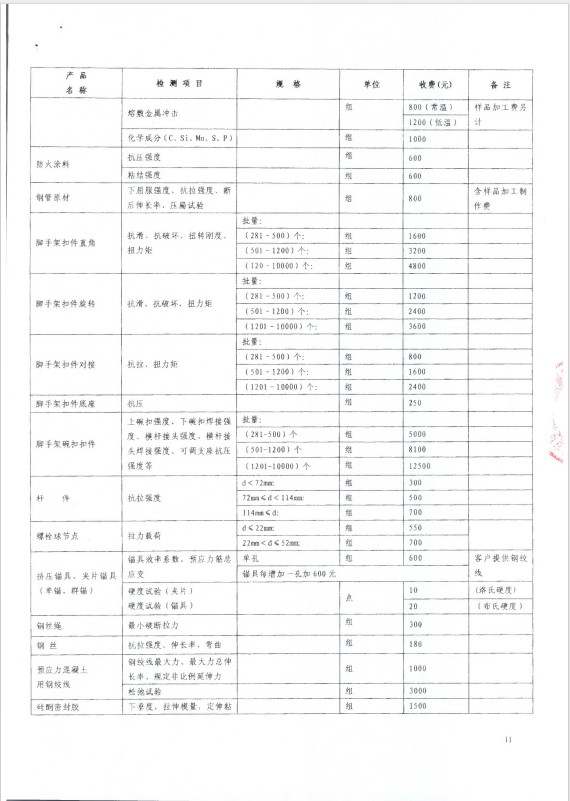 产 品
名 称
检 测 项 目
规 格
单位
收费(元)
备 注
熔敷金属冲击
组
800(常温)
1200(低温)
样品加工费另
计
化学成分(C、Si、Mn、S、P)
组
1000
防火涂料
抗压强度
组
600
粘结强度
组
600
钢管原材
下屈服强度、抗拉强度、断
后伸长率、压扁试验
组
800
含样品加工制
作费
脚手架扣件直角
抗滑、抗破坏、扭转刚度、
扭力矩
批量:
(281-500)个:
组
1600
(501-1200)个:
组
3200
(120-10000)个:
组
4800
脚手架扣件旋转
抗滑、抗破坏、扭力矩
批量:
(281-500)个:
组
1200
(501-1200)个:
组
2400
(1201-10000)个:
组
3600
脚手架扣件对接
抗拉、扭力矩
批量:
(281-500)个:
组
800
(501-1200)个:
组
1600
(1201-10000)个:
组
2400
脚手架扣件底座
抗压
组
250
脚手架碗扣扣件
上碗扣强度、下碗扣焊接强
度、横杆接头强度、横杆接
头焊接强度、可调支座抗压
强度等
批量:
(281-500)个
组
5000
(501-1200)个
组
8100
(1201-10000)个
组
12500
杆 件
抗拉强度
d<72mm:
组
300
72mm≤d<114mm:
组
500
114mm≤d:
组
700
螺栓球节点
拉力载荷
d≤22mm:
组
550
22mm<d≤52mm:
组
700
挤压锚具、夹片锚具
(单锚、群锚)
锚具效率系数、预应力筋总
应变
单孔
组
600
客户提供钢绞
线
锚具每增加一孔加600元
硬度试验(夹片)
硬度试验(锚具)
点
10
(洛氏硬度)
20
(布氏硬度)
钢丝绳
最小破断拉力
组
300
钢 丝
抗拉强度、伸长率、弯曲
组
180
预应力混凝土
用钢绞线
钢绞线最大力、最大力总伸
长率、规定非比例延伸力
组
1000
松弛试验
组
3000
硅酮密封胶
下垂度、拉伸模量、定伸粘
组
1500
11